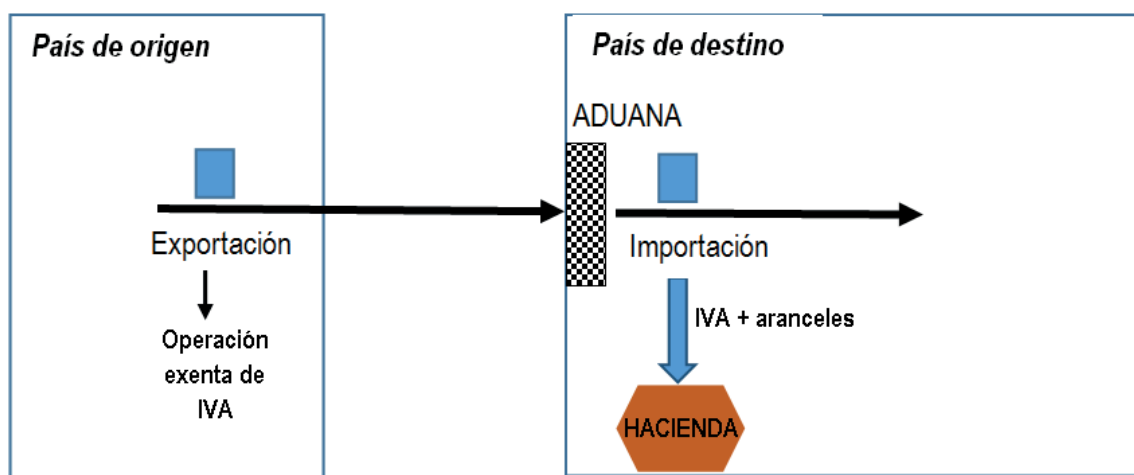 País de origen
País de destino
ADUANA
Exportación
Importación
Operación
exenta de
IVA
IVA + aranceles
HACIENDA